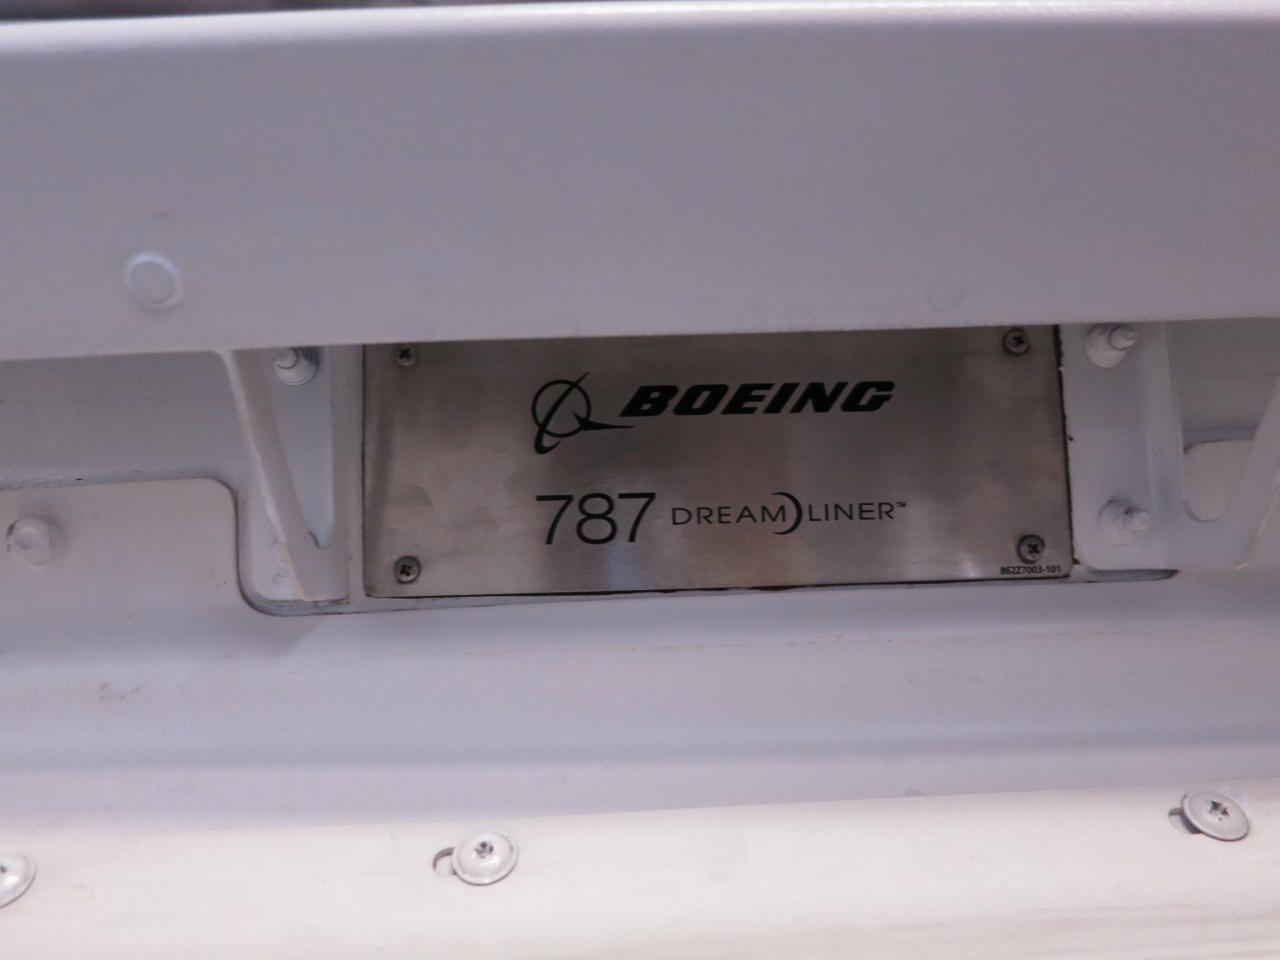 BOEING
787 DREAMLINER™
862Z7003-101